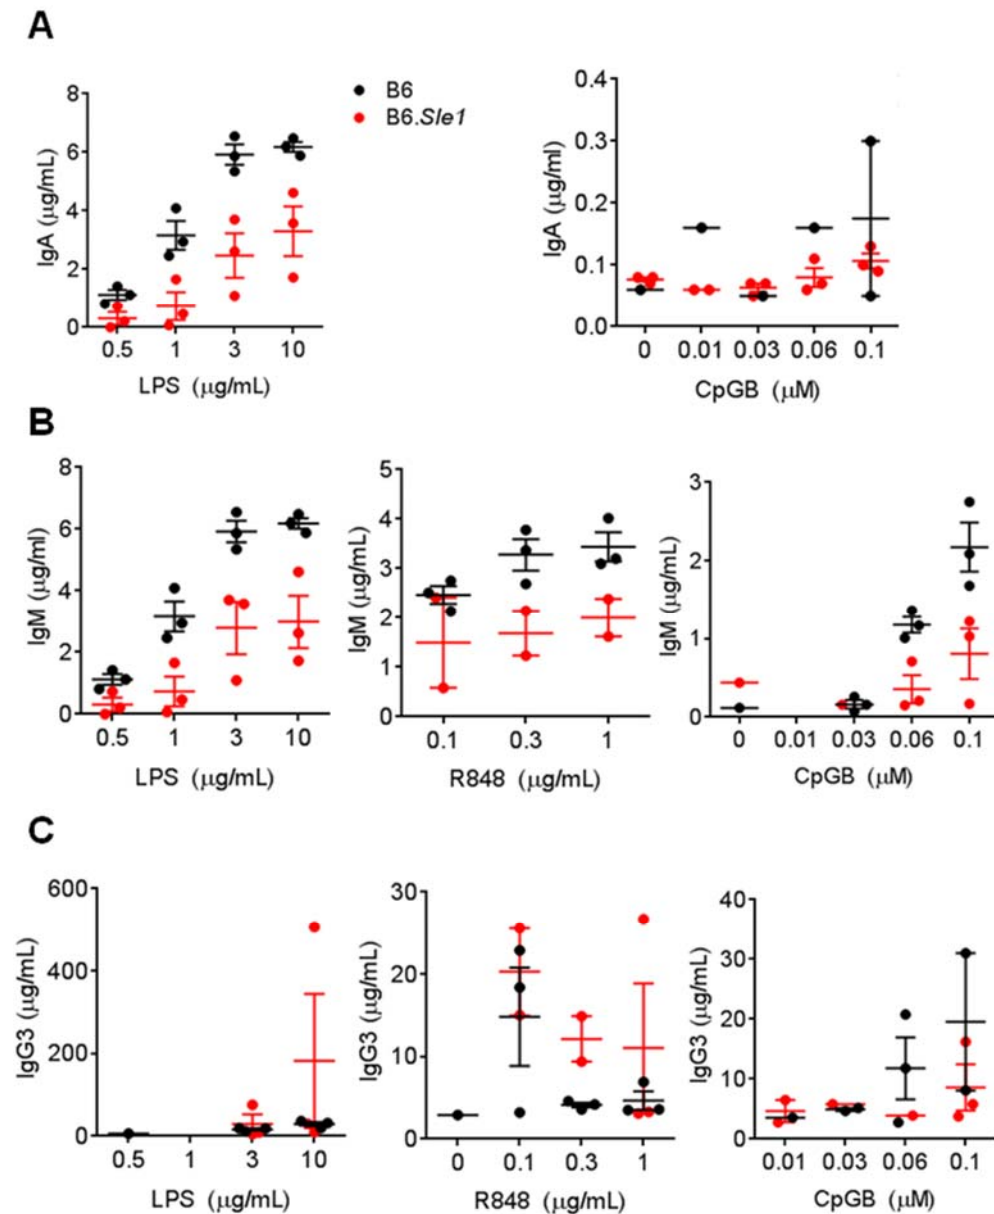 A
B6
B6.Sle1
IgA (μg/mL)
8
6
4
2
0
0.5 1 3 10
LPS (μg/mL)
IgA (μg/ml)
0.4
0.3
0.2
0.1
0.0
0 0.01 0.03 0.06 0.1
CpGB (μM)
B
IgM (μg/ml)
8
6
4
2
0
0.5 1 3 10
LPS (μg/mL)
IgM (μg/mL)
5
4
3
2
1
0
0.1 0.3 1
R848 (μg/mL)
IgM (μg/mL)
3
2
1
0
0 0.01 0.03 0.06 0.1
CpGB (μM)
C
IgG3 (μg/mL)
600
400
200
0
0.5 1 3 10
LPS (μg/mL)
IgG3 (μg/mL)
30
20
10
0
0 0.1 0.3 1
R848 (μg/mL)
IgG3 (μg/mL)
40
30
20
10
0
0.01 0.03 0.06 0.1
CpGB (μM)